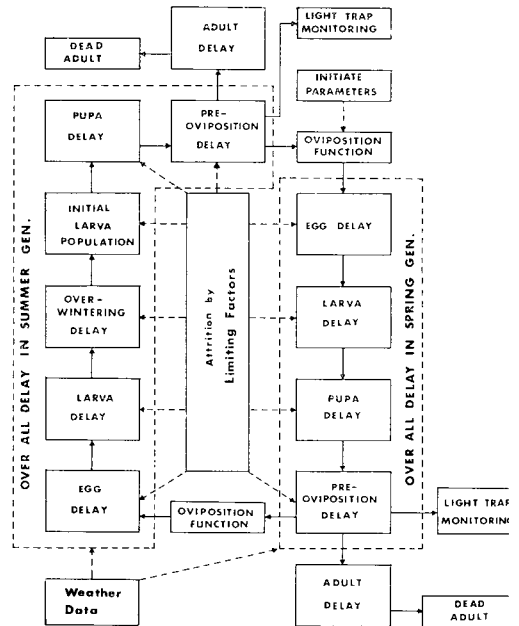 DEAD
ADULT
ADULT
DELAY
LIGHT TRAP
MONITORING
INITIATE
PARAMETERS
PUPA
DELAY
PRE-
OVIPOSITION
DELAY
OVIPOSITION
FUNCTION
INITIAL
LARVA
POPULATION
EGG DELAY
OVER-
WINTERING
DELAY
LARVA
DELAY
LARVA
DELAY
PUPA
DELAY
EGG
DELAY
OVIPOSITION
FUNCTION
PRE-
OVIPOSITION
DELAY
LIGHT TRAP
MONITORING
Weather
Data
ADULT
DELAY
DEAD
ADULT
OVER ALL DELAY IN SUMMER GEN.
Attrition by
Limiting Factors
OVER ALL DELAY IN SPRING GEN.